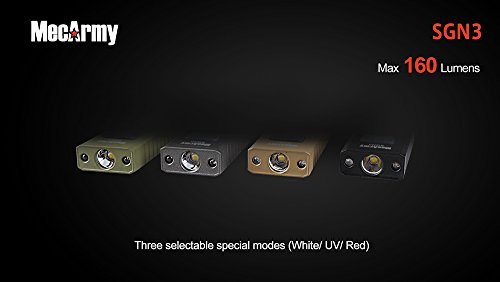 MecArmy
SGN3
Max 160 Lumens
Three selectable special modes (White/ UV/ Red)